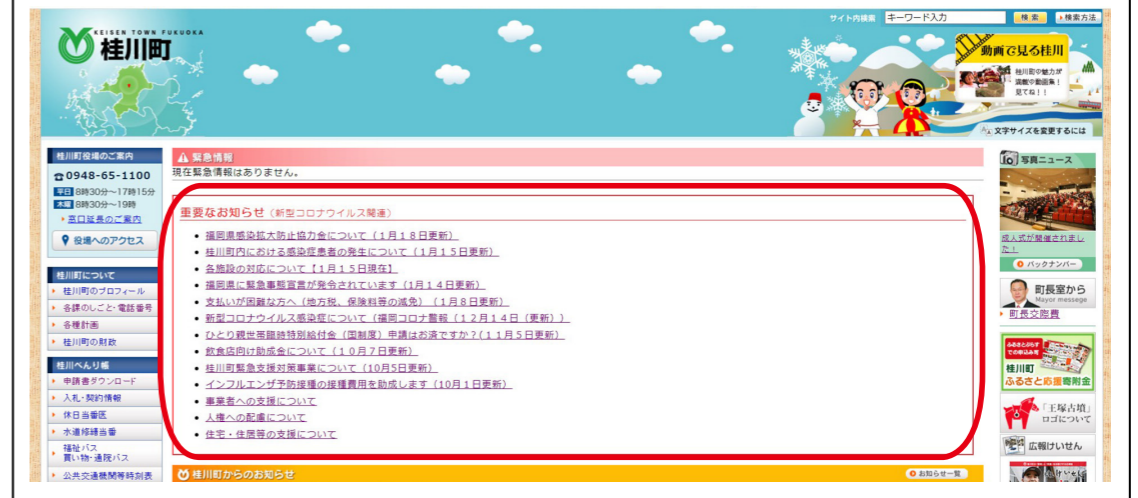 サイト内検索 キーワード入力 検索 検索方法
KEISEN TOWN FUKUOKA
桂川町
動画で見る桂川
桂川町の魅力が
満載や動画集!
見てね!!
文字サイズを変更するには
桂川町役場のご案内
0948-65-1100
平日 8時30分～17時15分
木曜 8時30分～19時
窓口延長のご案内
役場へのアクセス
桂川町について
桂川町のプロフィール
各課のしごと・電話番号
各種計画
桂川町の財政
桂川べんり帳
申請書ダウンロード
入札・契約情報
休日当番医
水道修繕当番
福祉バス
買い物・通院バス
公共交通機関等時刻表
緊急情報
現在緊急情報はありません。
重要なお知らせ（新型コロナウイルス関連）
福岡県感染拡大防止協力金について（１月１８日更新）
桂川町内における感染症患者の発生について（１月１５日更新）
各施設の対応について【１月１５日現在】
福岡県に緊急事態宣言が発令されています（1月１４日更新）
支払いが困難な方へ（地方税、保険料等の減免）（１月８日更新）
新型コロナウイルス感染症について（福岡コロナ警報（１２月１４日（更新））
ひとり親世帯臨時特別給付金（国制度）申請はお済ですか？(１１月５日更新）
飲食店向け助成金について（１０月７日更新）
桂川町緊急支援対策事業について（10月5日更新）
インフルエンザ予防接種の接種費用を助成します（10月１日更新）
事業者への支援について
人権への配慮について
住宅・住居等の支援について
桂川町からのお知らせ
お知らせ一覧
写真ニュース
成人式が開催されまし
た！
バックナンバー
町長室から
Mayor messege
町長交際費
ふるさとぷらす
での申込み可
桂川町
ふるさと応援寄附金
「王塚古墳」
ロゴについて
広報けいせん